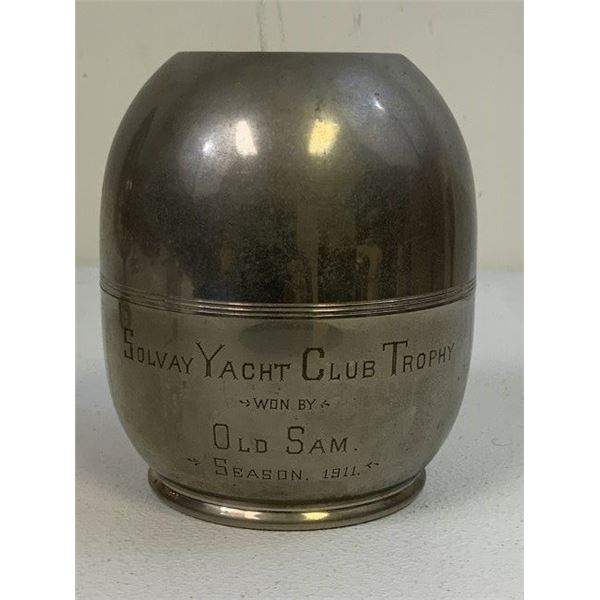 Solvay Yacht Club Trophy
WON BY
Old Sam.
Season. 1911.